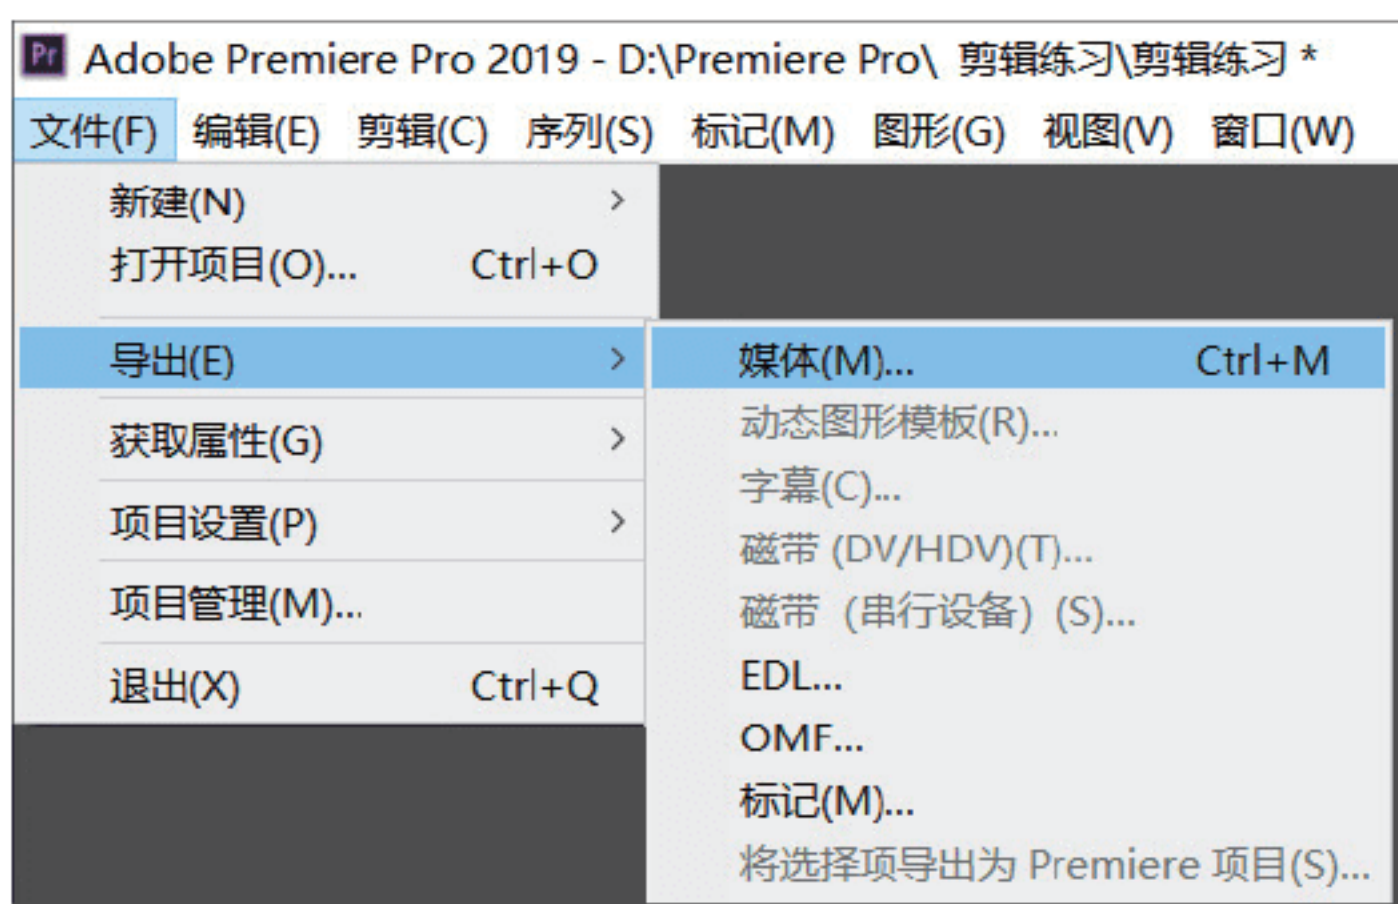 Pr Adobe Premiere Pro 2019 - D:\Premiere Pro\ 剪辑练习\剪辑练习 *
文件(F) 编辑(E) 剪辑(C) 序列(S) 标记(M) 图形(G) 视图(V) 窗口(W)
新建(N) >
打开项目(O)... Ctrl+O
导出(E) >
获取属性(G) >
项目设置(P) >
项目管理(M)...
退出(X) Ctrl+Q
媒体(M)... Ctrl+M
动态图形模板(R)...
字幕(C)...
磁带 (DV/HDV)(T)...
磁带（串行设备）(S)...
EDL...
OMF...
标记(M)...
将选择项导出为 Premiere 项目(S)...